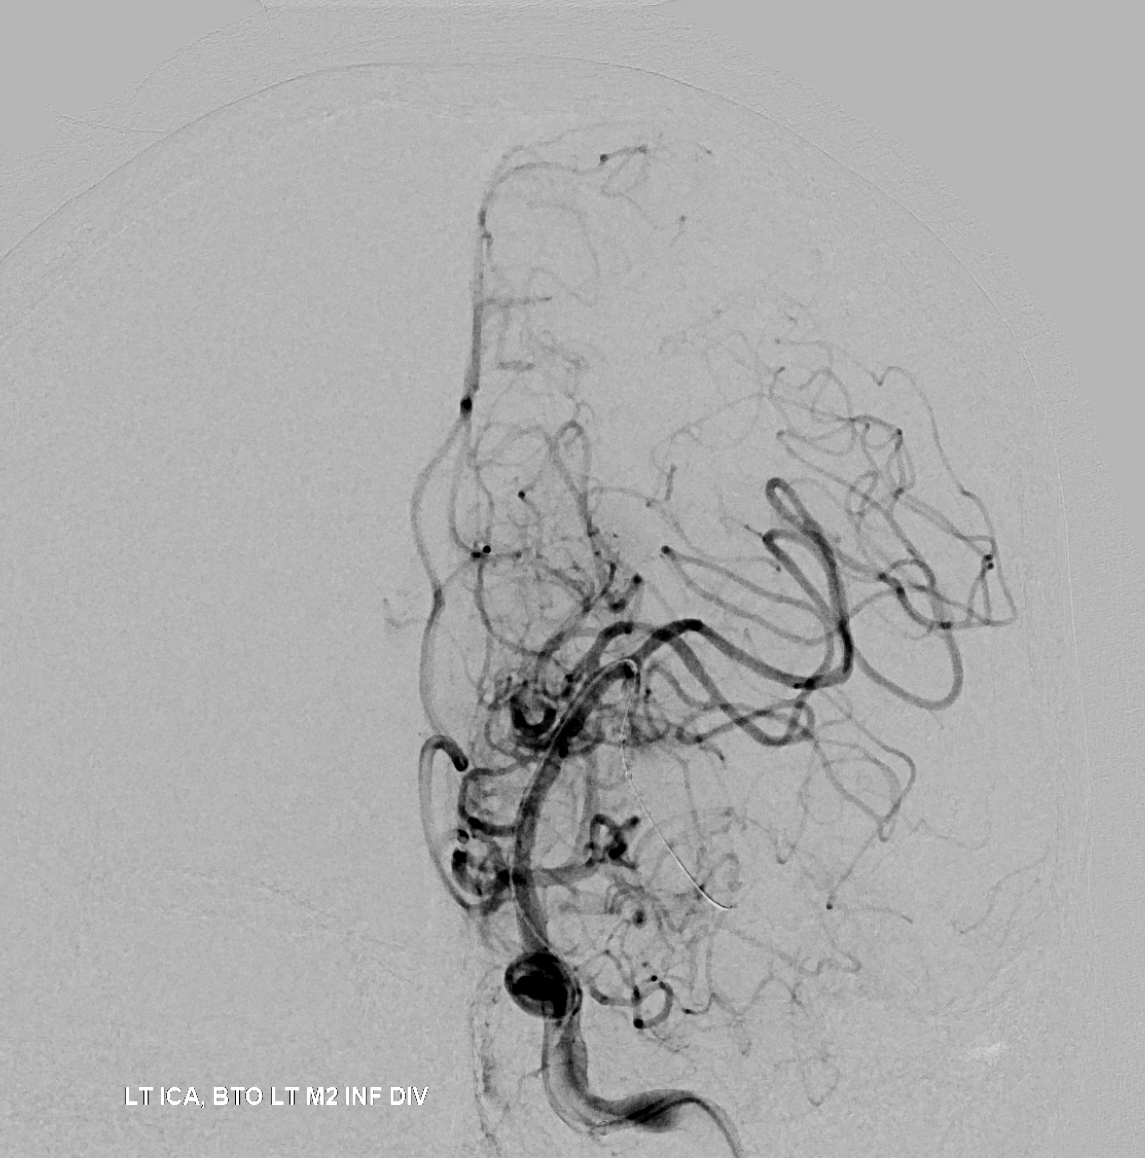 LT ICA, BTO LT M2 INF DIV